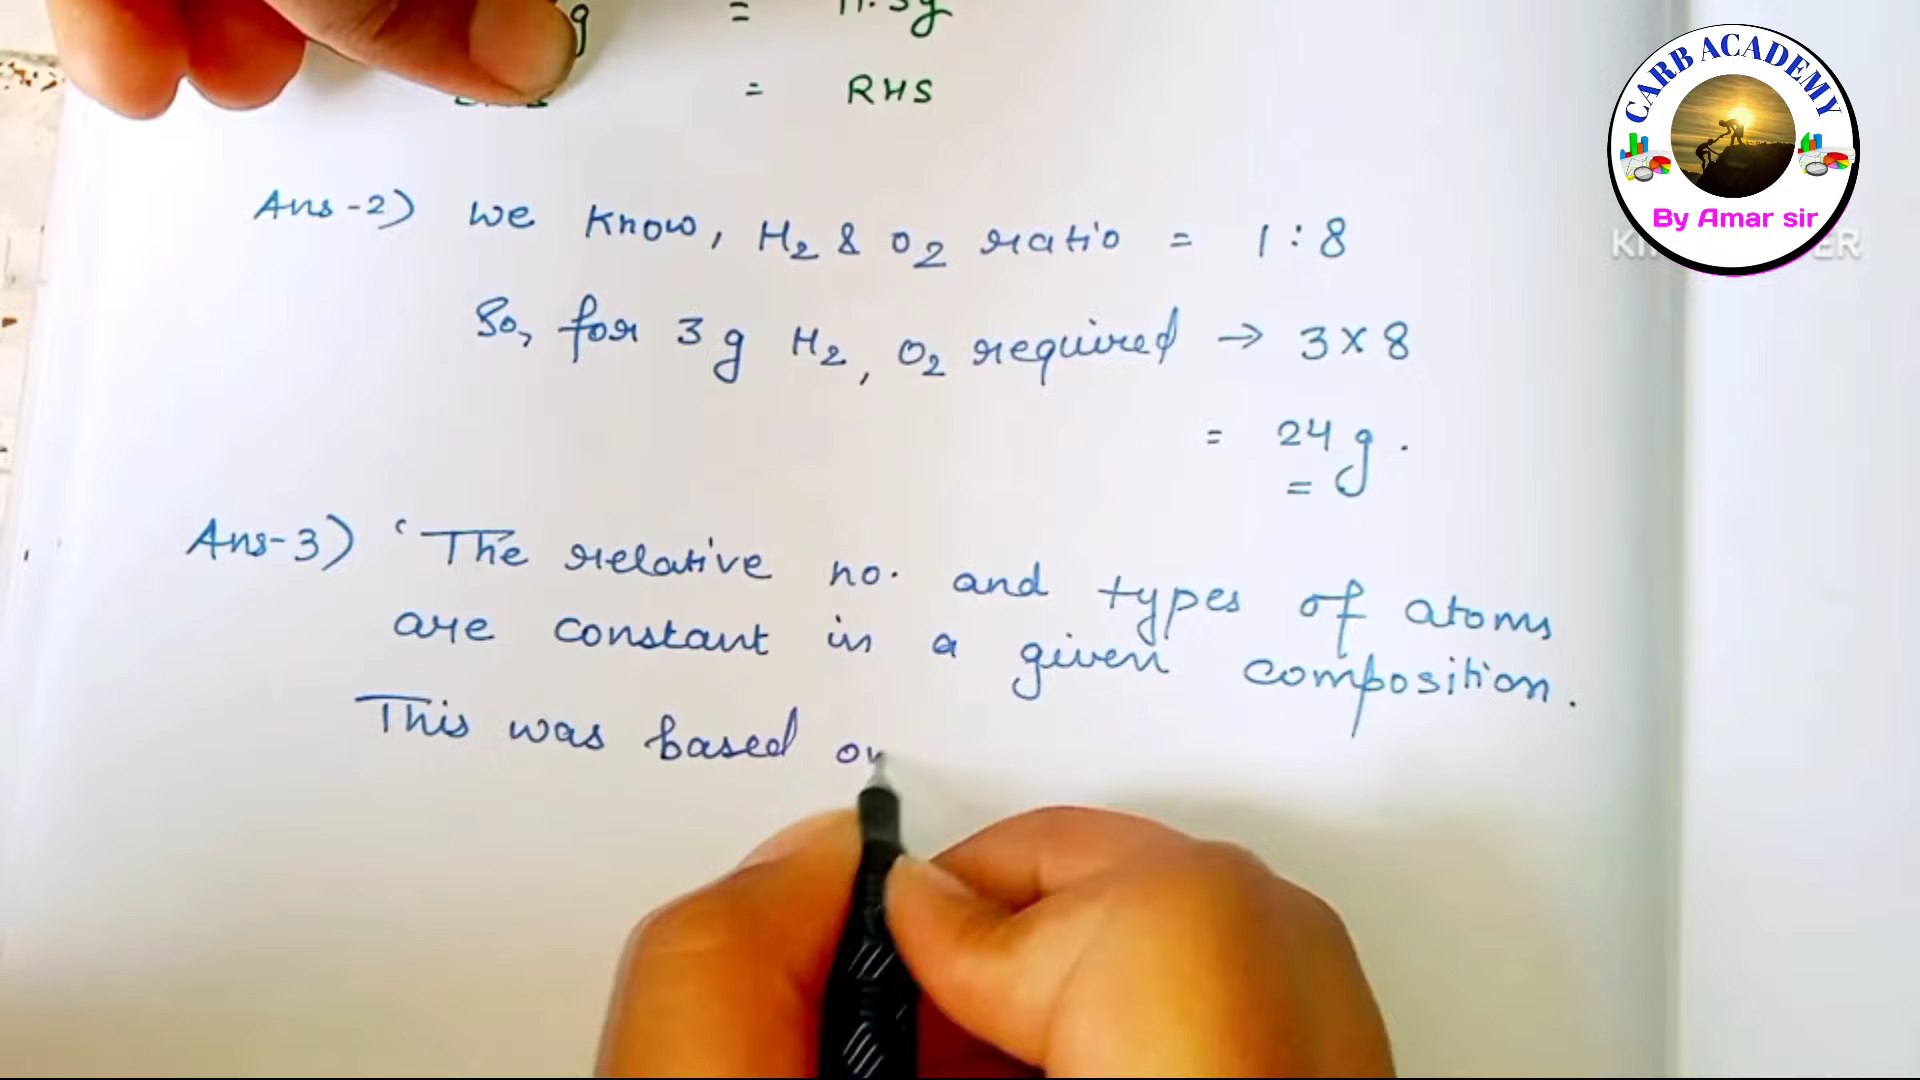 g =
= RHS
Ans-2) We know, H₂ & O₂ ratio = 1:8
So, for 3g H₂, O₂ required → 3×8
= 24g.
Ans-3) 'The relative no. and types of atoms
are constant in a given composition.
This was based on
CARB ACADEMY
By Amar sir